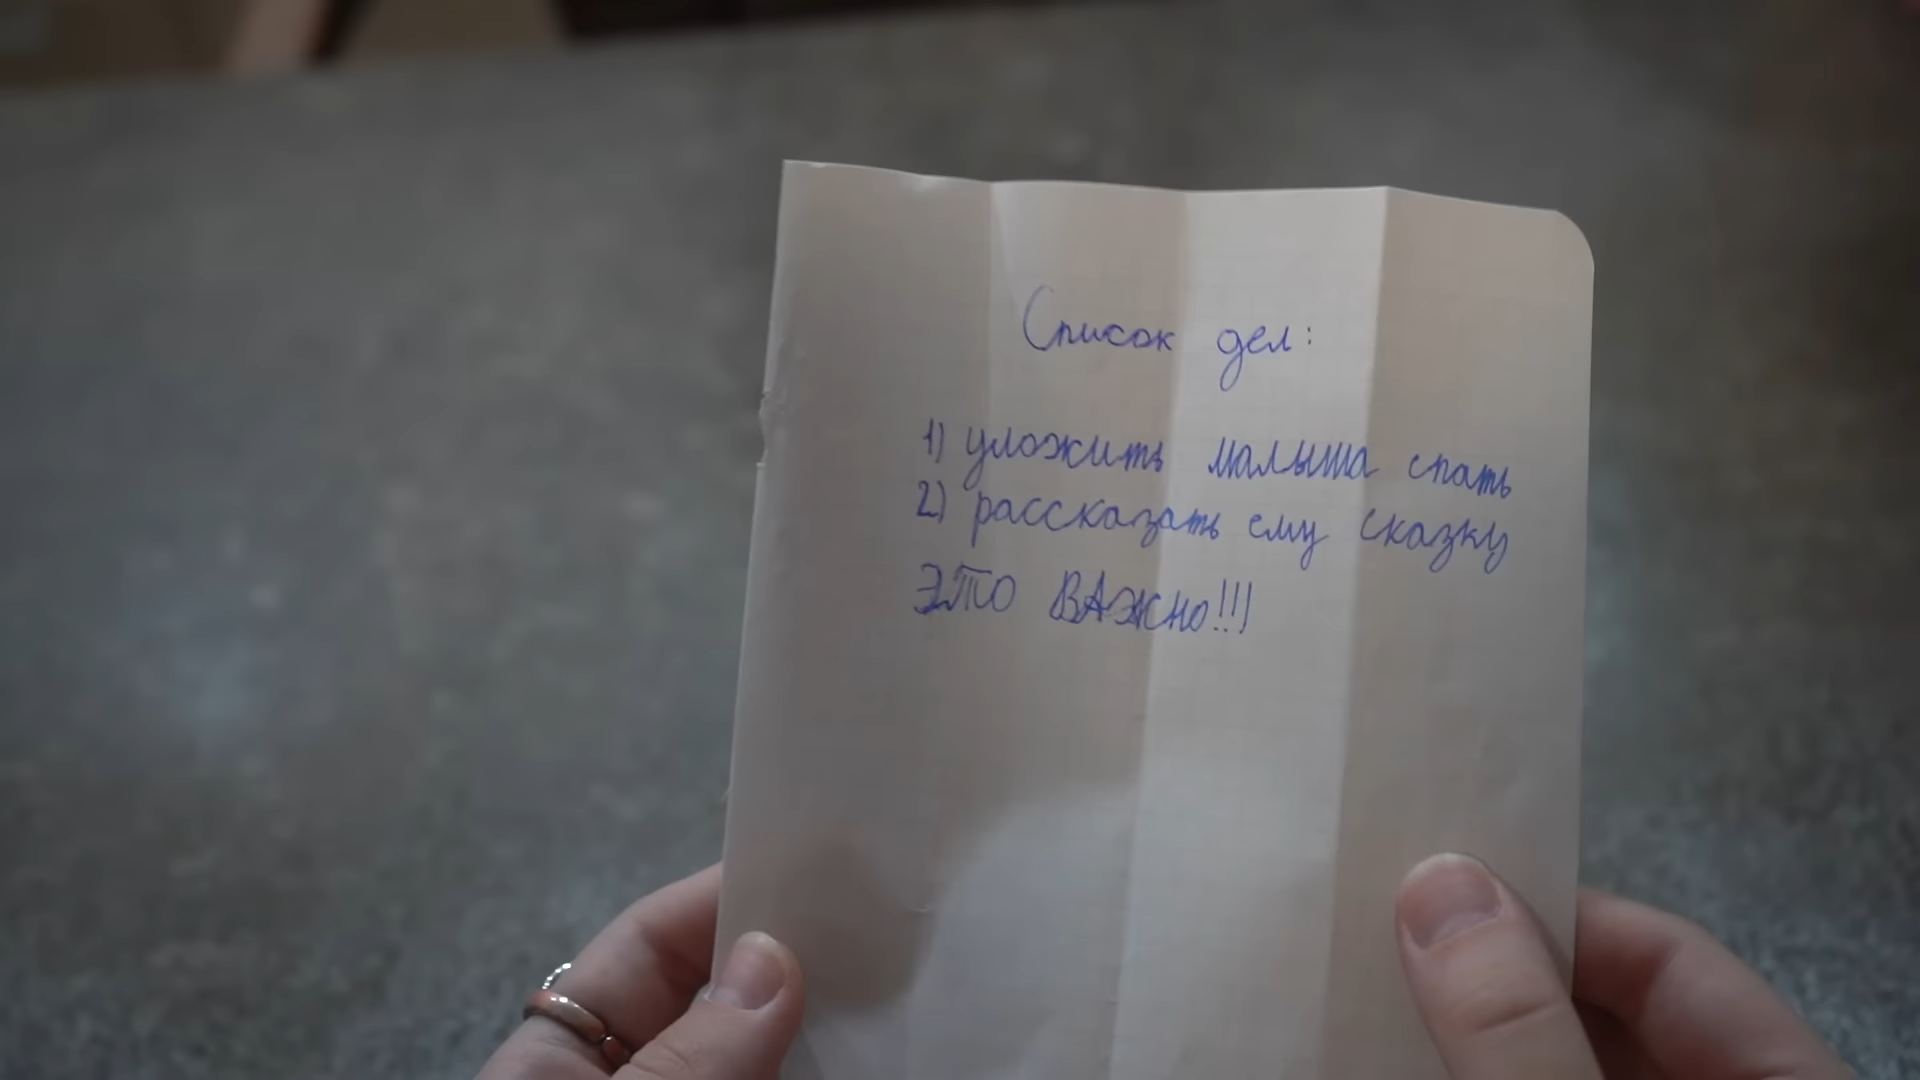 Список дел:
1) уложить малыша спать
2) рассказать ему сказку
ЭТО ВАЖНО!!!